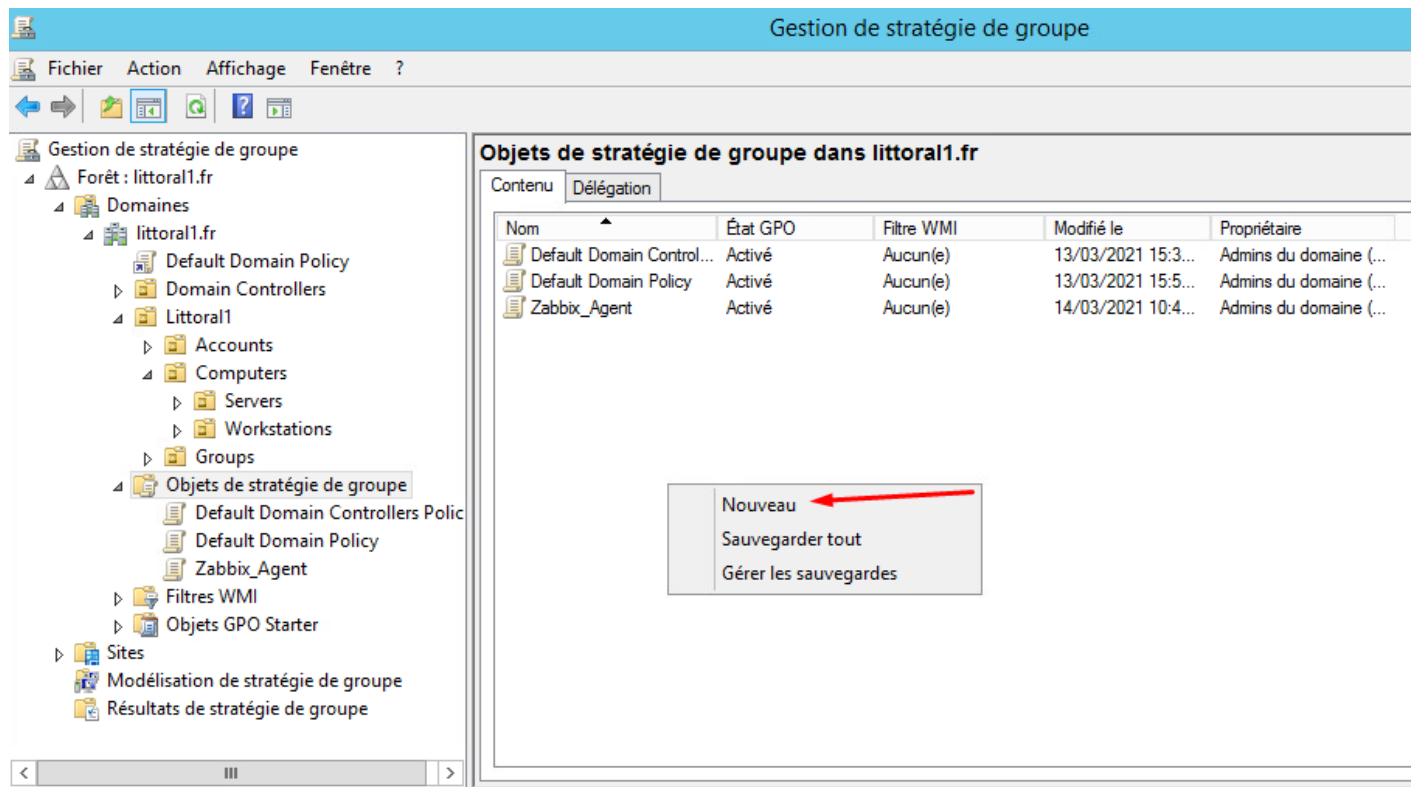 Gestion de stratégie de groupe
Fichier Action Affichage Fenêtre ?
Gestion de stratégie de groupe
Forêt : littoral1.fr
Domaines
littoral1.fr
Default Domain Policy
Domain Controllers
Littoral1
Accounts
Computers
Servers
Workstations
Groups
Objets de stratégie de groupe
Default Domain Controllers Polic
Default Domain Policy
Zabbix_Agent
Filtres WMI
Objets GPO Starter
Sites
Modélisation de stratégie de groupe
Résultats de stratégie de groupe
Objets de stratégie de groupe dans littoral1.fr
Contenu Délégation
Nom État GPO Filtre WMI Modifié le Propriétaire
Default Domain Control... Activé Aucun(e) 13/03/2021 15:3... Admins du domaine (...
Default Domain Policy Activé Aucun(e) 13/03/2021 15:5... Admins du domaine (...
Zabbix_Agent Activé Aucun(e) 14/03/2021 10:4... Admins du domaine (...
Nouveau
Sauvegarder tout
Gérer les sauvegardes